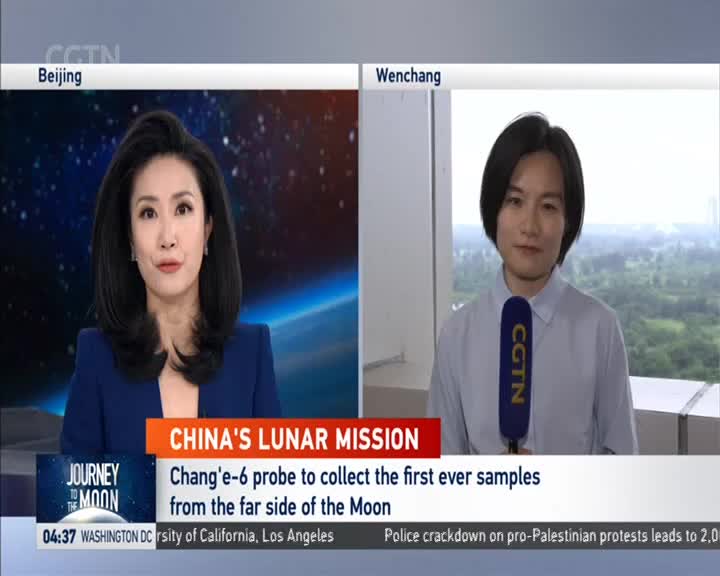 CGTN
Beijing
Wenchang
CGTN
CHINA'S LUNAR MISSION
Chang'e-6 probe to collect the first ever samples
from the far side of the Moon
JOURNEY
TO
THE MOON
04:37 WASHINGTON DC
rsity of California, Los Angeles
Police crackdown on pro-Palestinian protests leads to 2,0